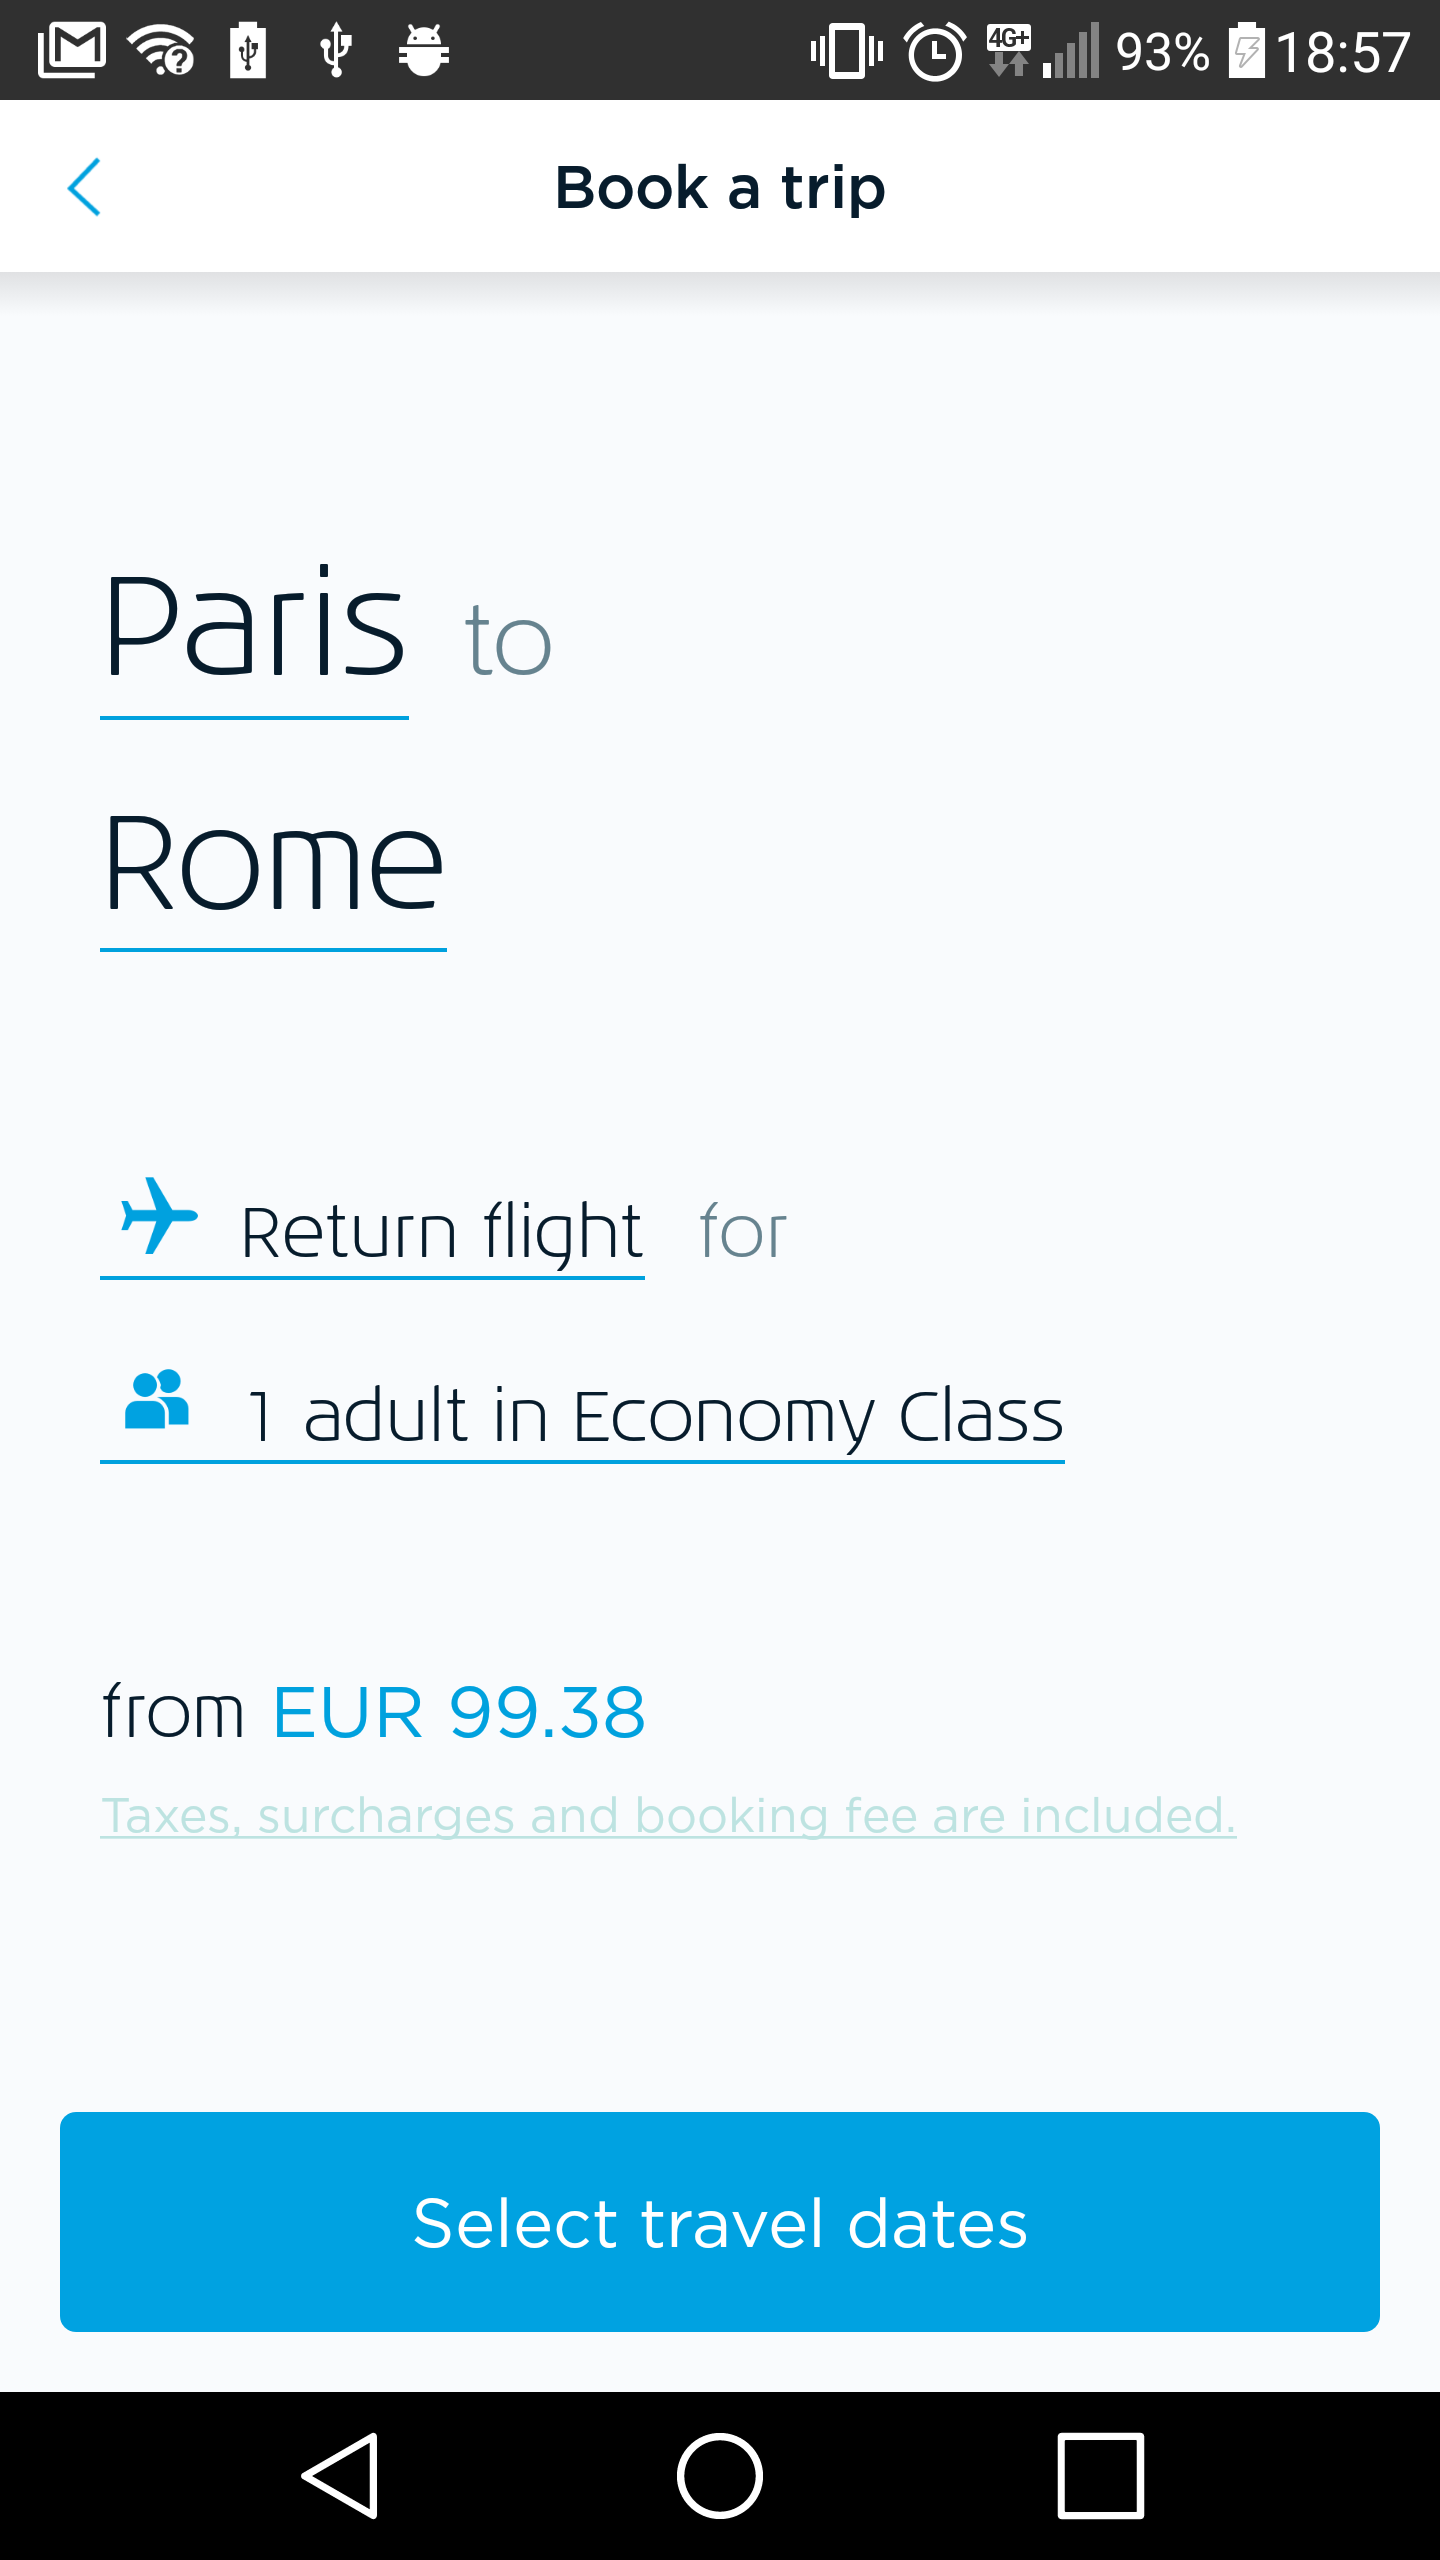 4G+ 93% 18:57
Book a trip
Paris to
Rome
Return flight for
1 adult in Economy Class
from EUR 99.38
Taxes, surcharges and booking fee are included.
Select travel dates